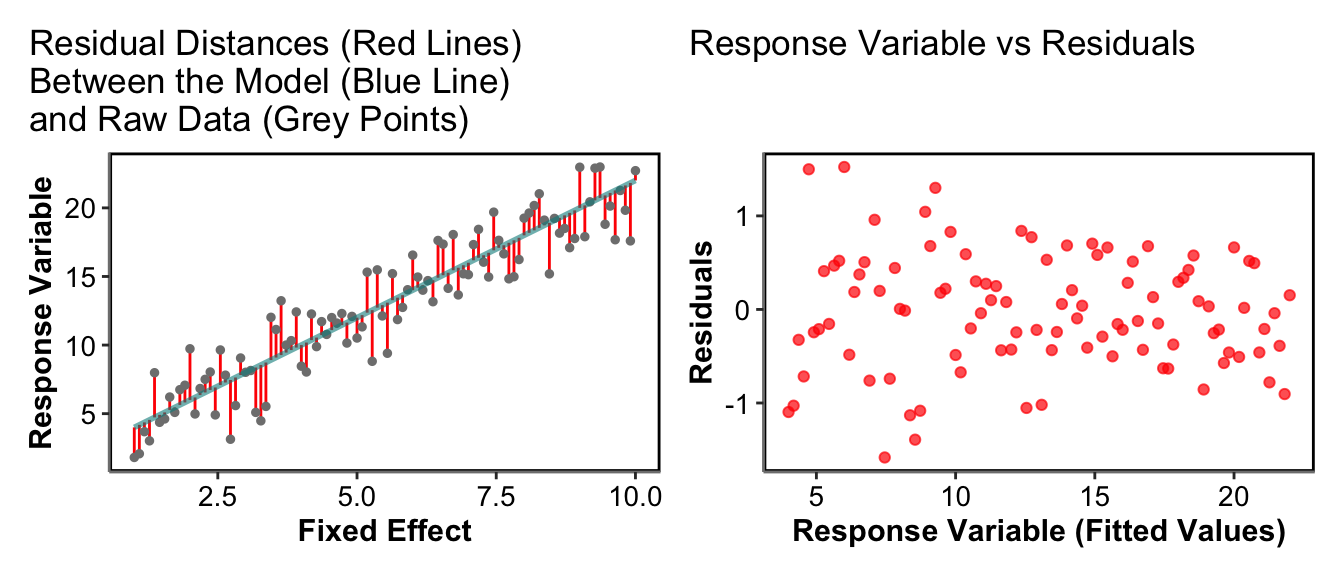 Residual Distances (Red Lines)
Between the Model (Blue Line)
and Raw Data (Grey Points)
Response Variable
20
15
10
5
2.5 5.0 7.5 10.0
Fixed Effect
Response Variable vs Residuals
Residuals
1
0
-1
5 10 15 20
Response Variable (Fitted Values)